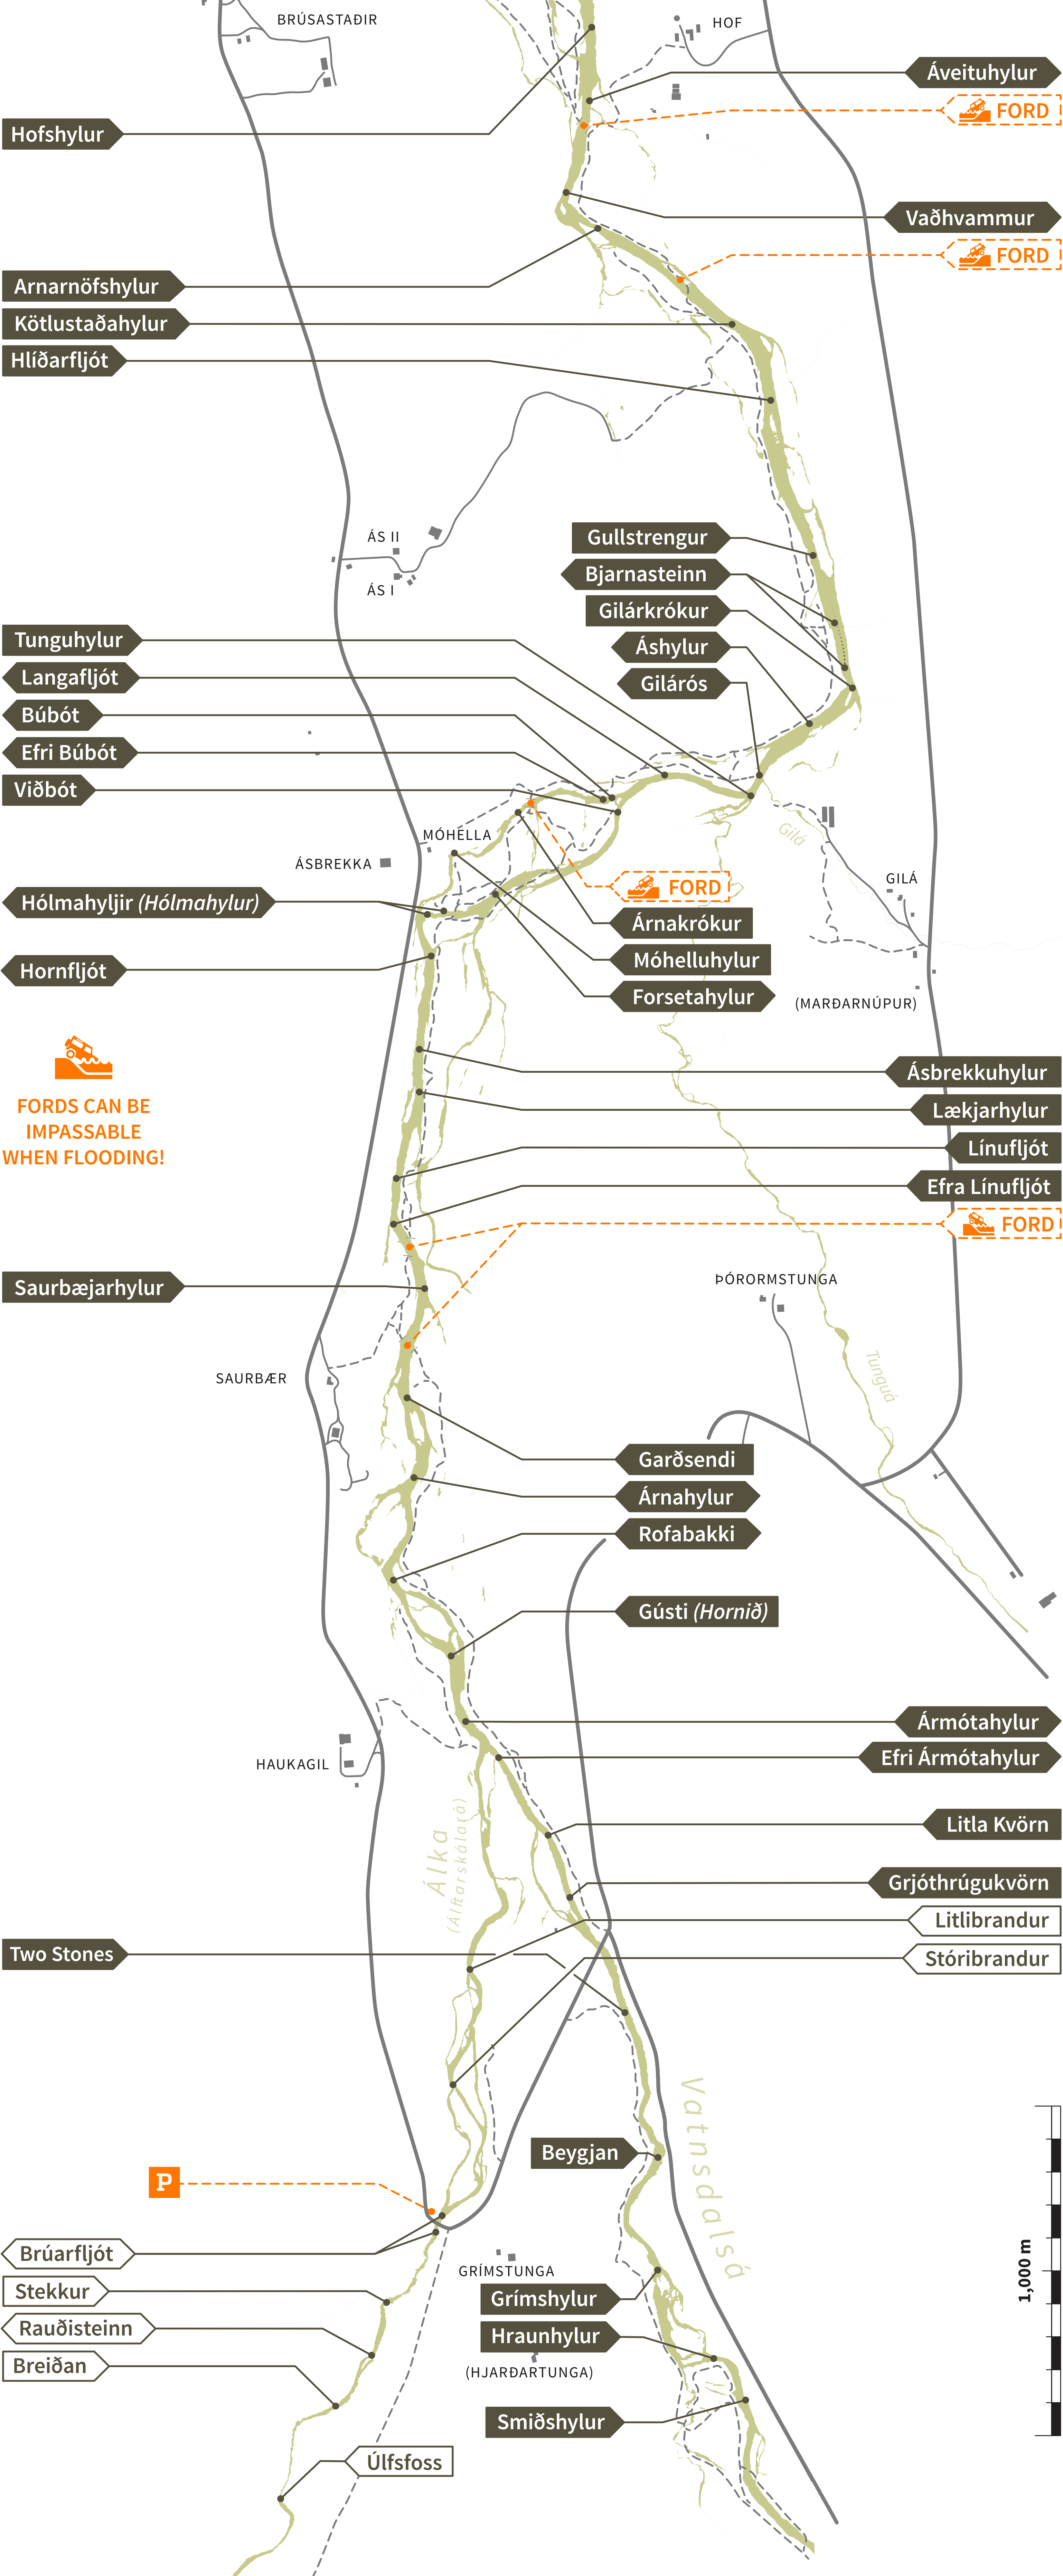 BRÚSASTAÐIR
HOF
Áveituhylur
FORD
Hofshylur
Vaðhvammur
FORD
Arnarnöfshylur
Kötlustaðahylur
Hlíðarfljót
ÁS II
ÁS I
Gullstrengur
Bjarnasteinn
Gilárkrókur
Áshylur
Gilárós
Tunguhylur
Langafljót
Búbót
Efri Búbót
Viðbót
MÓHELLA
ÁSBREKKA
Gilá
GILÁ
FORD
Hólmahyljir (Hólmahylur)
Árnakrókur
Móhelluhylur
Forsetahylur
Hornfljót
(MARÐARNÚPUR)
FORDS CAN BE
IMPASSABLE
WHEN FLOODING!
Ásbrekkuhylur
Lækjarhylur
Línufljót
Efra Línufljót
FORD
Saurbæjarhylur
ÞÓRORMSTUNGA
Tunguá
SAURBÆR
Garðsendi
Árnahylur
Rofabakki
Gústi (Hornið)
Ármótahylur
Efri Ármótahylur
HAUKAGIL
Litla Kvörn
Álka
(Álftarskálará)
Grjóthrúgukvörn
Litlibrandur
Two Stones
Stóribrandur
Vatnsdalsá
Beygjan
P
Brúarfljót
GRÍMSTUNGA
Stekkur
Grímshylur
Rauðisteinn
Hraunhylur
Breiðan
(HJARÐARTUNGA)
Smiðshylur
Úlfsfoss
1,000 m